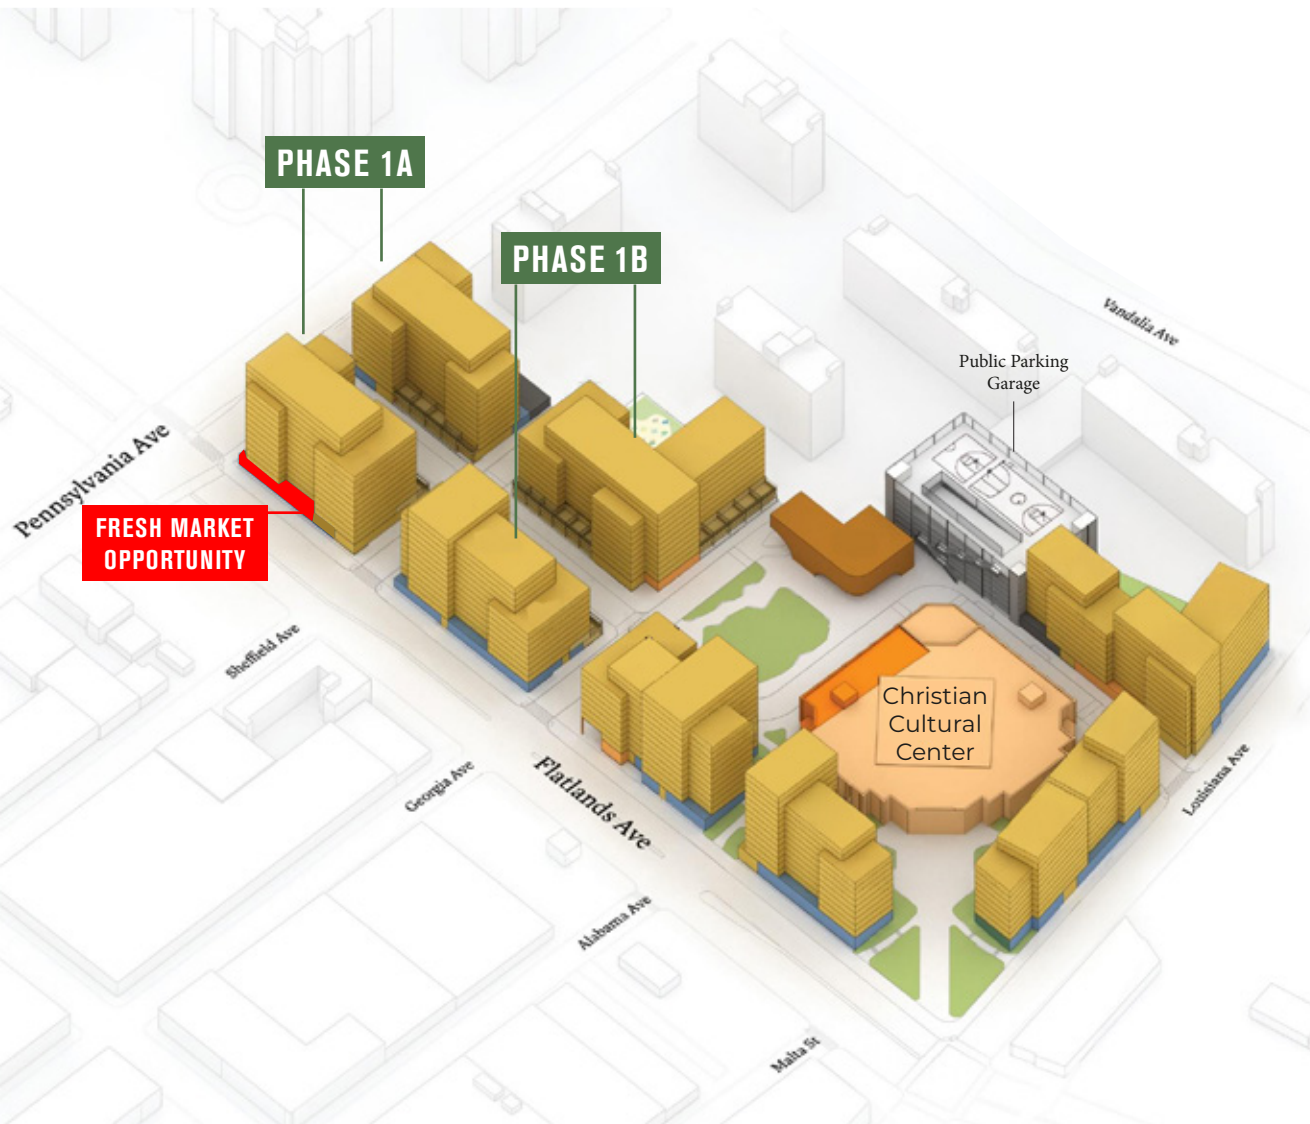 PHASE 1A
PHASE 1B
Vandalia Ave
Public Parking
Garage
Pennsylvania Ave
FRESH MARKET
OPPORTUNITY
Sheffield Ave
Christian
Cultural
Center
Georgia Ave
Flatlands Ave
Louisiana Ave
Alabama Ave
Malta St